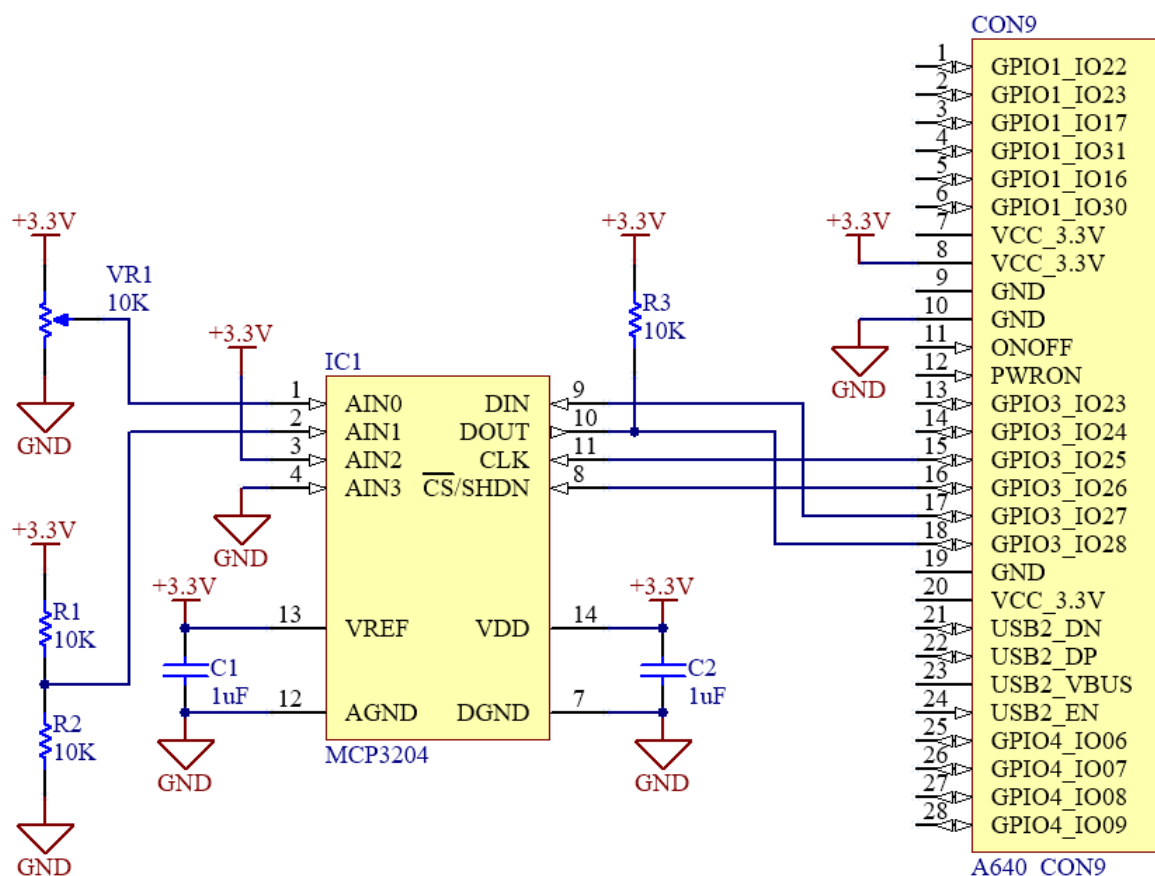 CON9
1 GPIO1_IO22
2 GPIO1_IO23
3 GPIO1_IO17
4 GPIO1_IO31
5 GPIO1_IO16
6 GPIO1_IO30
7 VCC_3.3V
8 VCC_3.3V
9 GND
10 GND
11 ONOFF
12 PWRON
13 GPIO3_IO23
14 GPIO3_IO24
15 GPIO3_IO25
16 GPIO3_IO26
17 GPIO3_IO27
18 GPIO3_IO28
19 GND
20 VCC_3.3V
21 USB2_DN
22 USB2_DP
23 USB2_VBUS
24 USB2_EN
25 GPIO4_IO06
26 GPIO4_IO07
27 GPIO4_IO08
28 GPIO4_IO09
A640_CON9
+3.3V
GND
+3.3V
VR1
10K
GND
+3.3V
+3.3V
R3
10K
IC1
1 AIN0 DIN 9
2 AIN1 DOUT 10
3 AIN2 CLK 11
4 AIN3 CS/SHDN 8
13 VREF VDD 14
12 AGND DGND 7
MCP3204
GND
+3.3V
R1
10K
R2
10K
GND
+3.3V
C1
1uF
GND
+3.3V
C2
1uF
GND